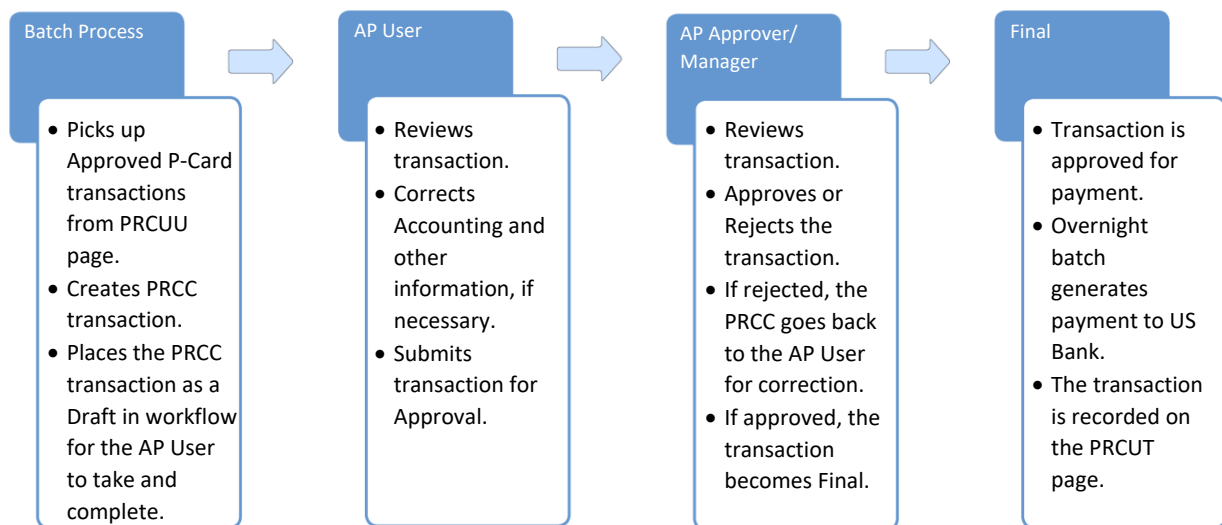 Batch Process
• Picks up
Approved P-Card
transactions
from PRCUU
page.
• Creates PRCC
transaction.
• Places the PRCC
transaction as a
Draft in workflow
for the AP User
to take and
complete.
AP User
• Reviews
transaction.
• Corrects
Accounting and
other
information, if
necessary.
• Submits
transaction for
Approval.
AP Approver/
Manager
• Reviews
transaction.
• Approves or
Rejects the
transaction.
• If rejected, the
PRCC goes back
to the AP User
for correction.
• If approved, the
transaction
becomes Final.
Final
• Transaction is
approved for
payment.
• Overnight
batch
generates
payment to US
Bank.
• The transaction
is recorded on
the PRCUT
page.